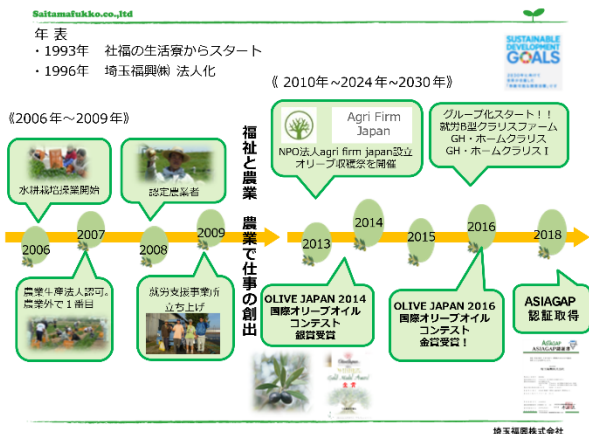 Saitamafukko.co.,ltd
年 表
・1993年　社福の生活寮からスタート
・1996年　埼玉福興㈱ 法人化
SUSTAINABLE
DEVELOPMENT
GOALS
《2006年～2009年》
水耕栽培操業開始
認定農業者
2006
2007
2008
2009
農業生産法人認可。
農業外で１番目
就労支援事業所
立ち上げ
福祉と農業　農業で仕事の創出
《 2010年~2024年~2030年》
Agri Firm
Japan
NPO法人agri firm japan設立
オリーブ収穫祭を開催
グループ化スタート！！
就労B型クラリスファーム
GH・ホームクラリス
GH・ホームクラリスⅠ
2013
2014
2015
2016
2018
OLIVE JAPAN 2014
国際オリーブオイル
コンテスト
銀賞受賞
OLIVE JAPAN 2016
国際オリーブオイル
コンテスト
金賞受賞！
ASIAGAP
認証取得
埼玉福興株式会社